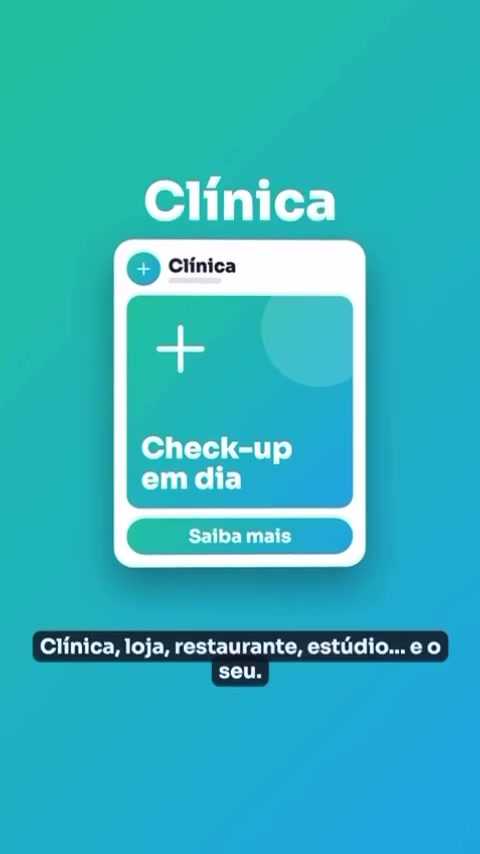 Clínica
Clínica
Check-up
em dia
Saiba mais
Clínica, loja, restaurante, estúdio... e o
seu.